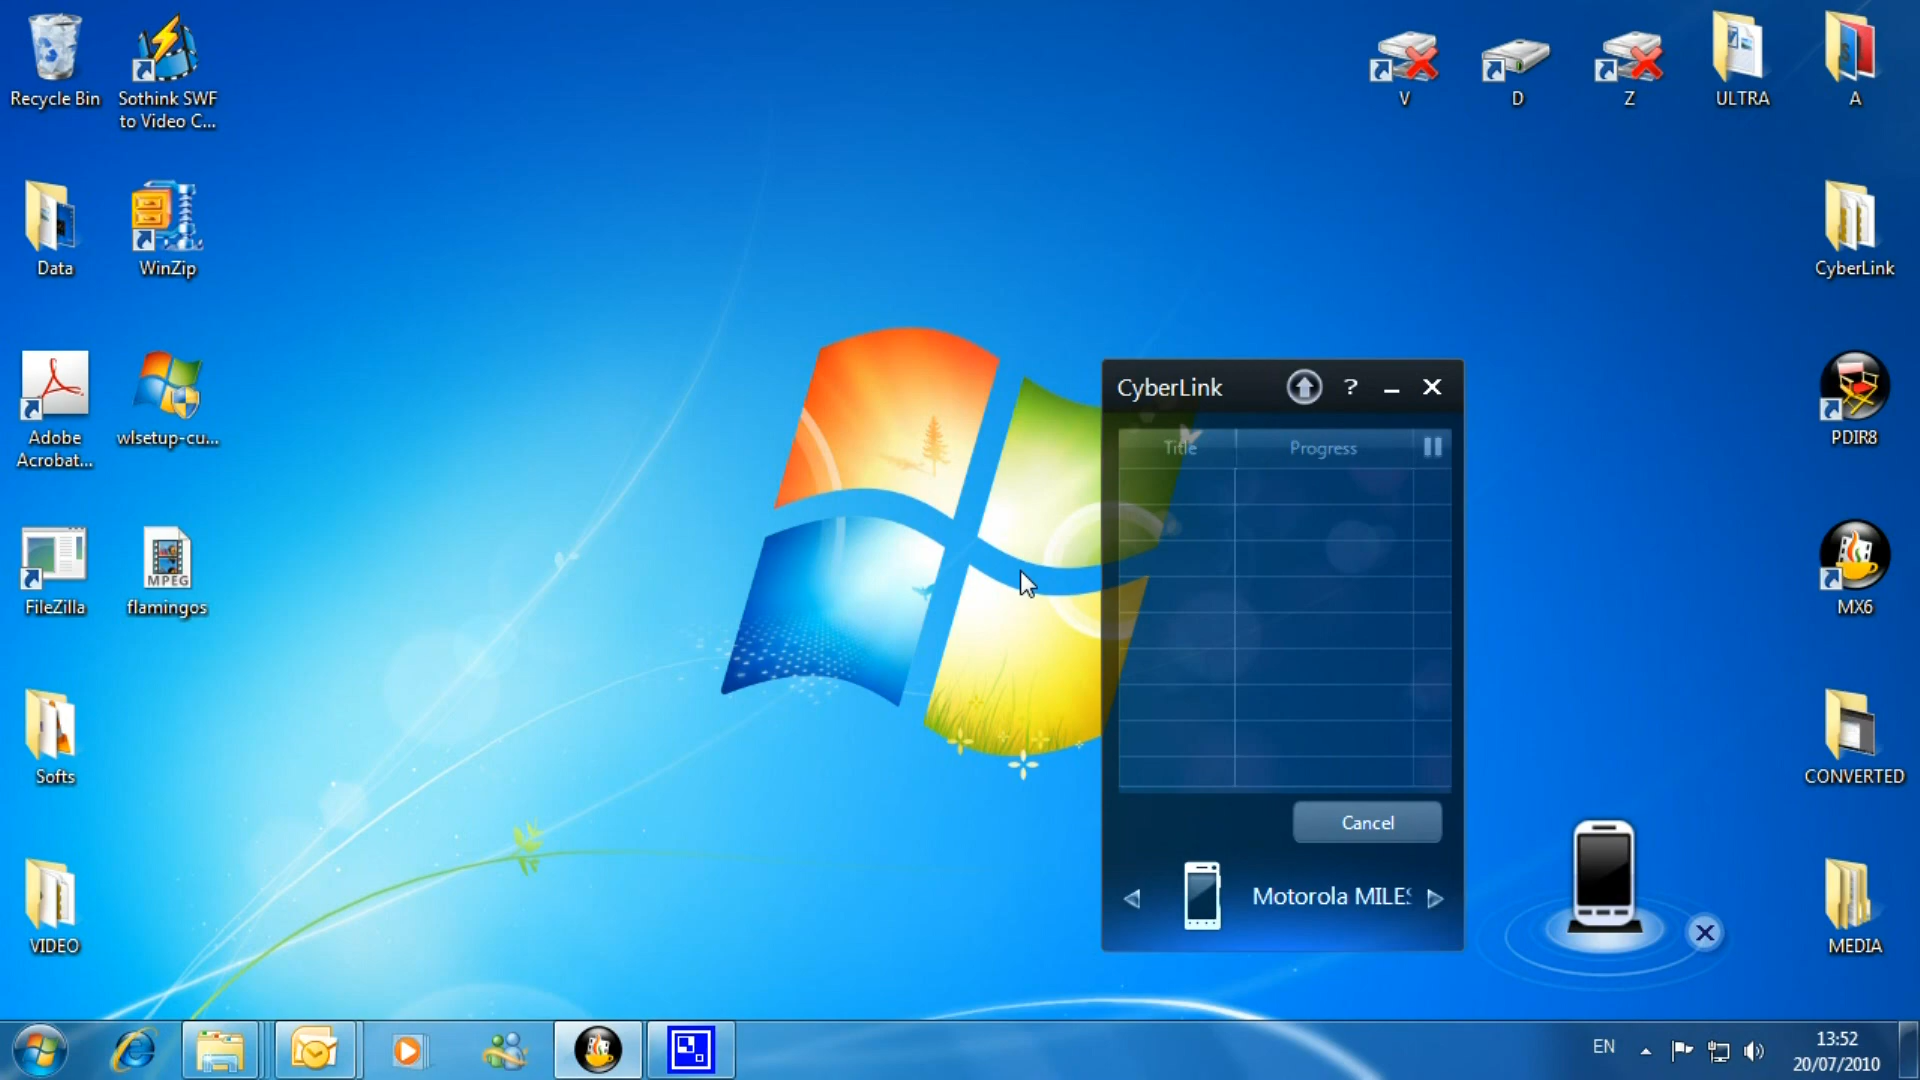 Recycle Bin
Sothink SWF
to Video C...
V
D
Z
ULTRA
A
Data
WinZip
CyberLink
Adobe
Acrobat...
wlsetup-cu...
PDIR8
FileZilla
MPEG
flamingos
MX6
Softs
CONVERTED
VIDEO
MEDIA
CyberLink
?
Title
Progress
Cancel
Motorola MILES
EN
13:52
20/07/2010